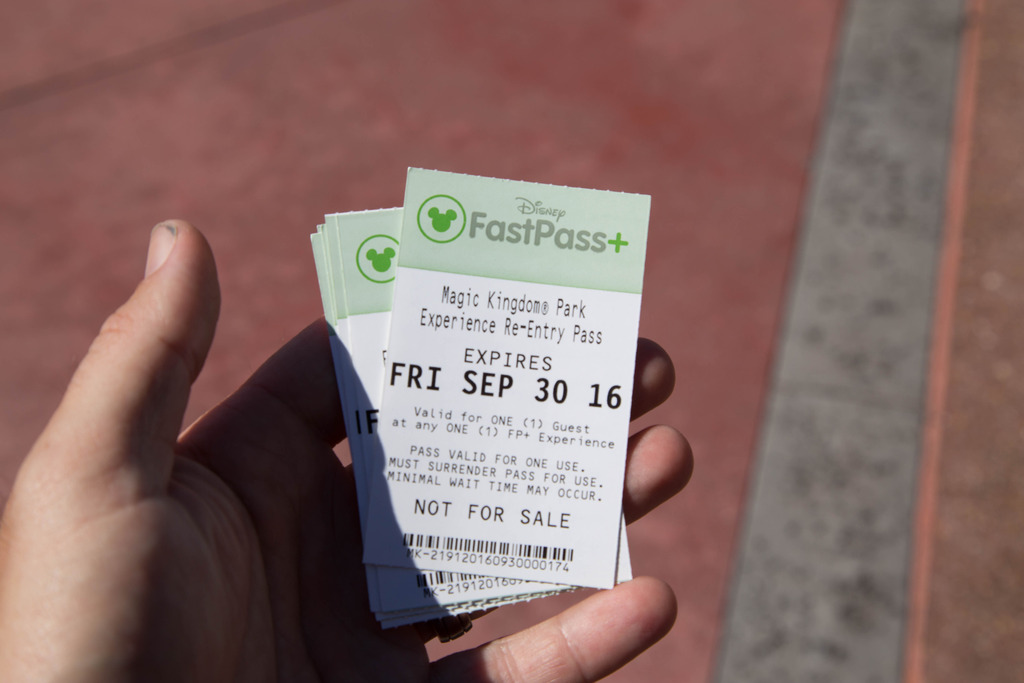 Disney
FastPass+
Magic Kingdom® Park
Experience Re-Entry Pass
EXPIRES
FRI SEP 30 16
Valid for ONE (1) Guest
at any ONE (1) FP+ Experience
PASS VALID FOR ONE USE.
MUST SURRENDER PASS FOR USE.
MINIMAL WAIT TIME MAY OCCUR.
NOT FOR SALE
MK-219120160930000174